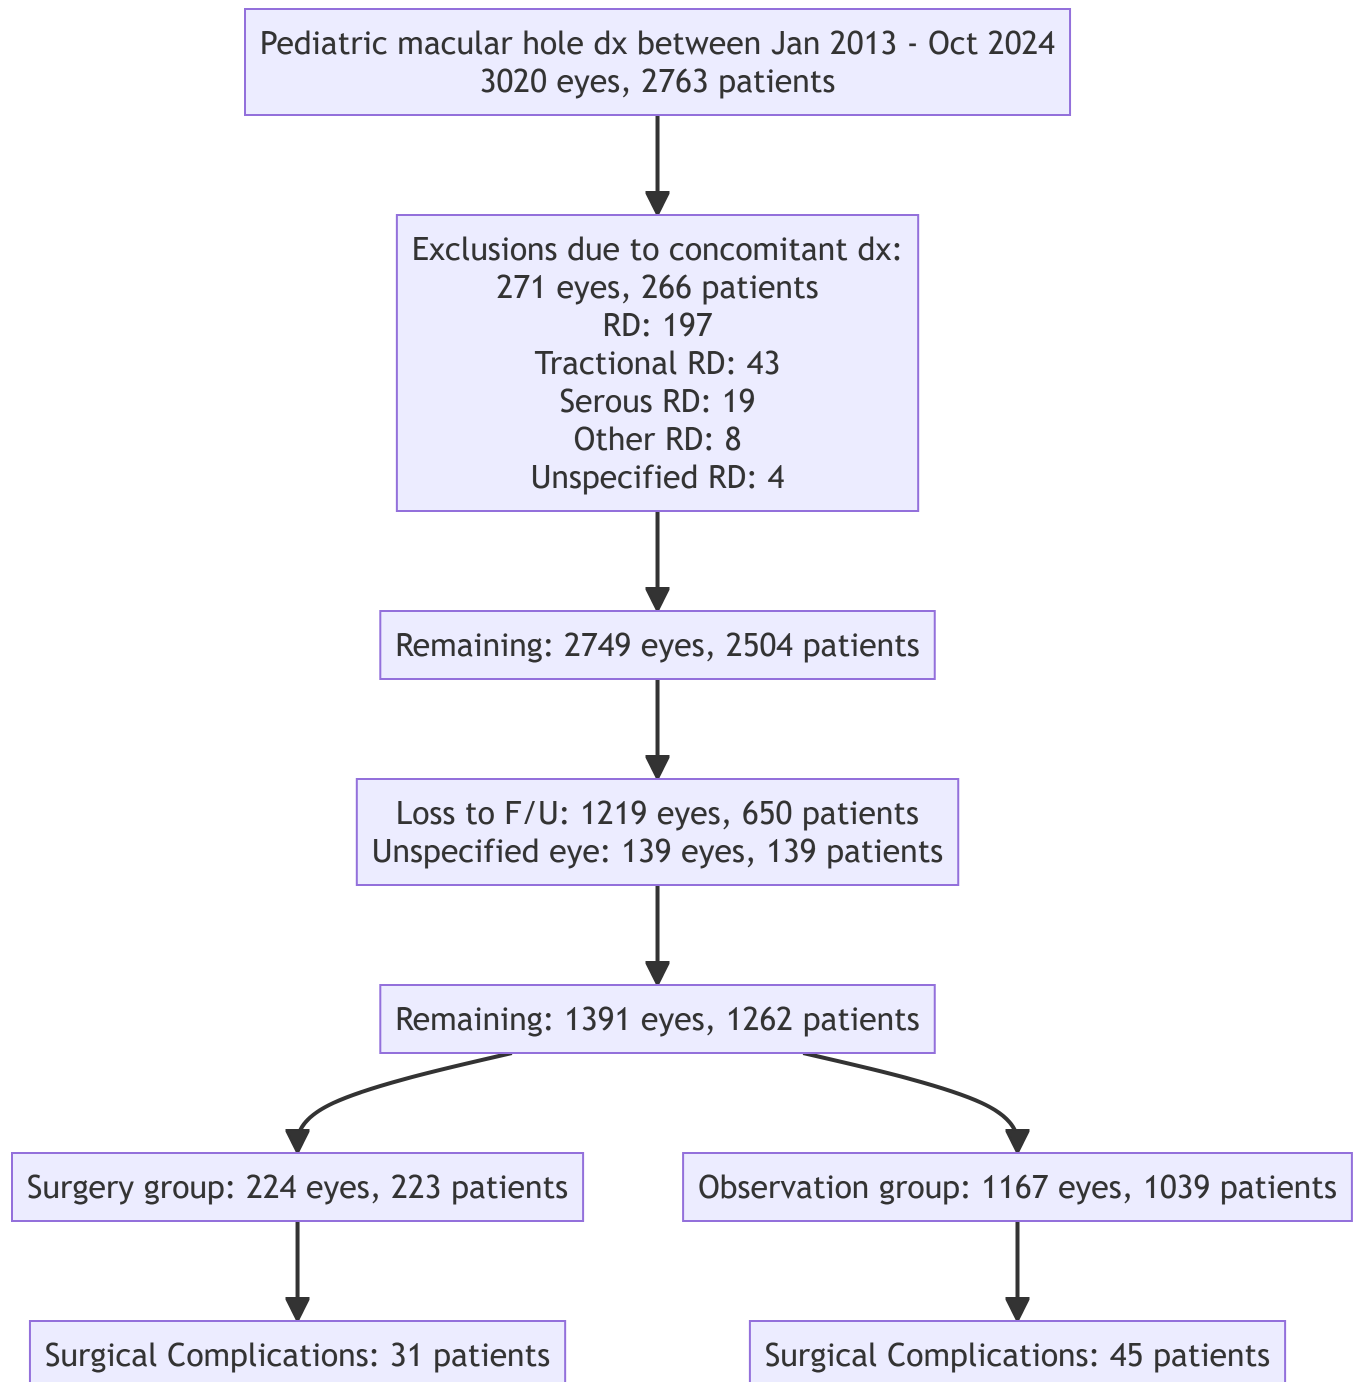 Pediatric macular hole dx between Jan 2013 - Oct 2024
3020 eyes, 2763 patients
Exclusions due to concomitant dx:
271 eyes, 266 patients
RD: 197
Tractional RD: 43
Serous RD: 19
Other RD: 8
Unspecified RD: 4
Remaining: 2749 eyes, 2504 patients
Loss to F/U: 1219 eyes, 650 patients
Unspecified eye: 139 eyes, 139 patients
Remaining: 1391 eyes, 1262 patients
Surgery group: 224 eyes, 223 patients
Observation group: 1167 eyes, 1039 patients
Surgical Complications: 31 patients
Surgical Complications: 45 patients